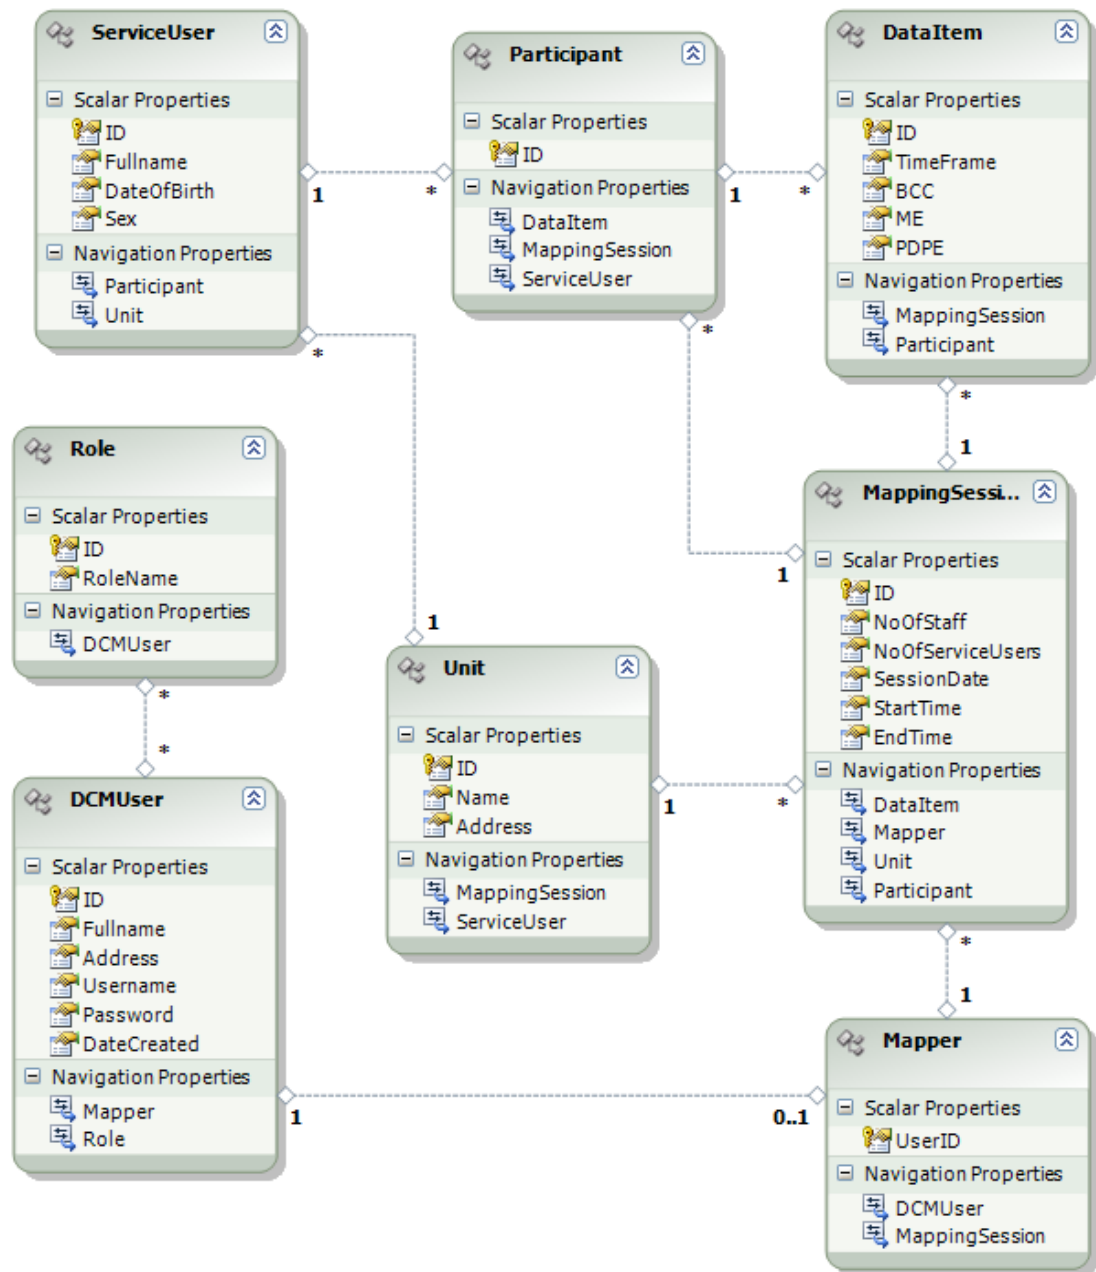 ServiceUser
Scalar Properties
ID
Fullname
DateOfBirth
Sex
Navigation Properties
Participant
Unit
1
*
*
Participant
Scalar Properties
ID
Navigation Properties
DataItem
MappingSession
ServiceUser
1
*
*
DataItem
Scalar Properties
ID
TimeFrame
BCC
ME
PDPE
Navigation Properties
MappingSession
Participant
*
1
Role
Scalar Properties
ID
RoleName
Navigation Properties
DCMUser
*
*
MappingSessi...
Scalar Properties
ID
NoOfStaff
NoOfServiceUsers
SessionDate
StartTime
EndTime
Navigation Properties
DataItem
Mapper
Unit
Participant
1
*
1
Unit
Scalar Properties
ID
Name
Address
Navigation Properties
MappingSession
ServiceUser
1
*
1
DCMUser
Scalar Properties
ID
Fullname
Address
Username
Password
DateCreated
Navigation Properties
Mapper
Role
1
0..1
Mapper
Scalar Properties
UserID
Navigation Properties
DCMUser
MappingSession